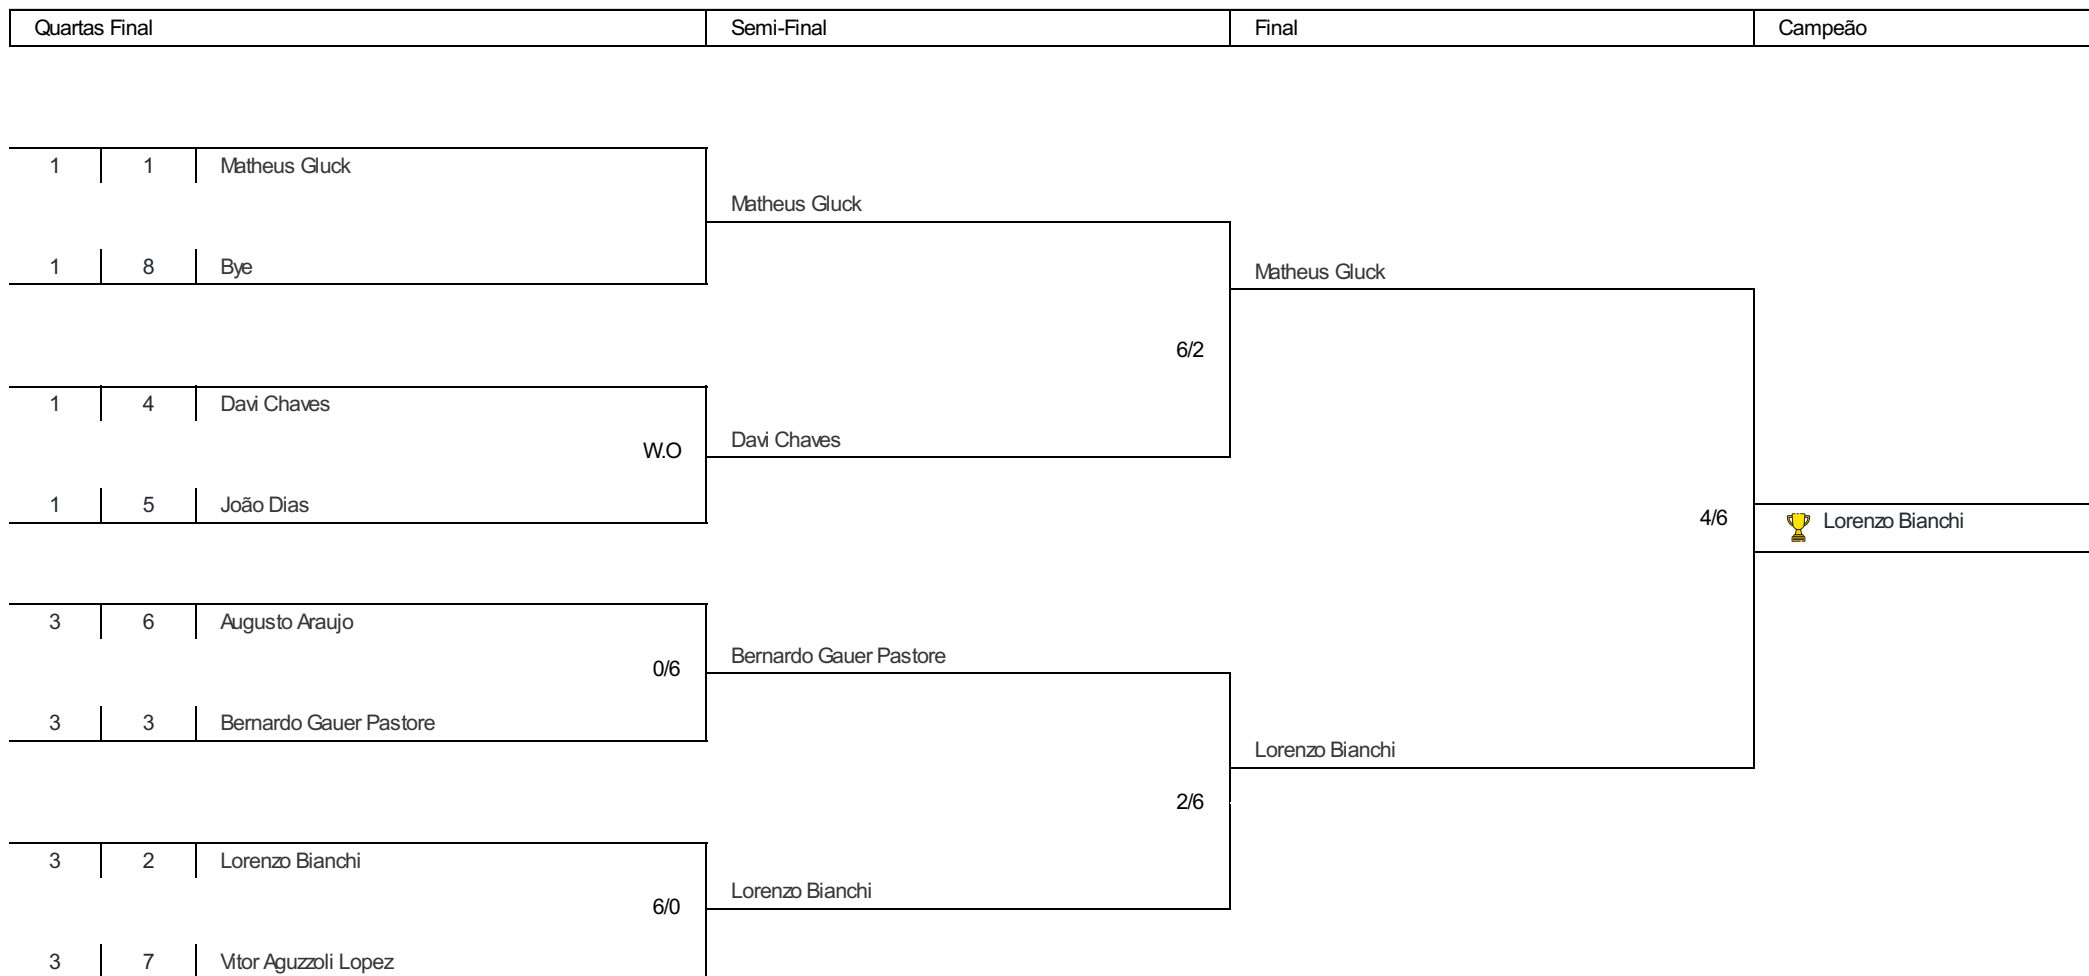 Quartas Final Semi-Final Final Campeão
1 1 Matheus Gluck
Matheus Gluck
1 8 Bye
Matheus Gluck
6/2
1 4 Davi Chaves
Davi Chaves
W.O
1 5 João Dias
4/6
Lorenzo Bianchi
3 6 Augusto Araujo
Bernardo Gauer Pastore
0/6
3 3 Bernardo Gauer Pastore
Lorenzo Bianchi
2/6
3 2 Lorenzo Bianchi
Lorenzo Bianchi
6/0
3 7 Vitor Aguzzoli Lopez